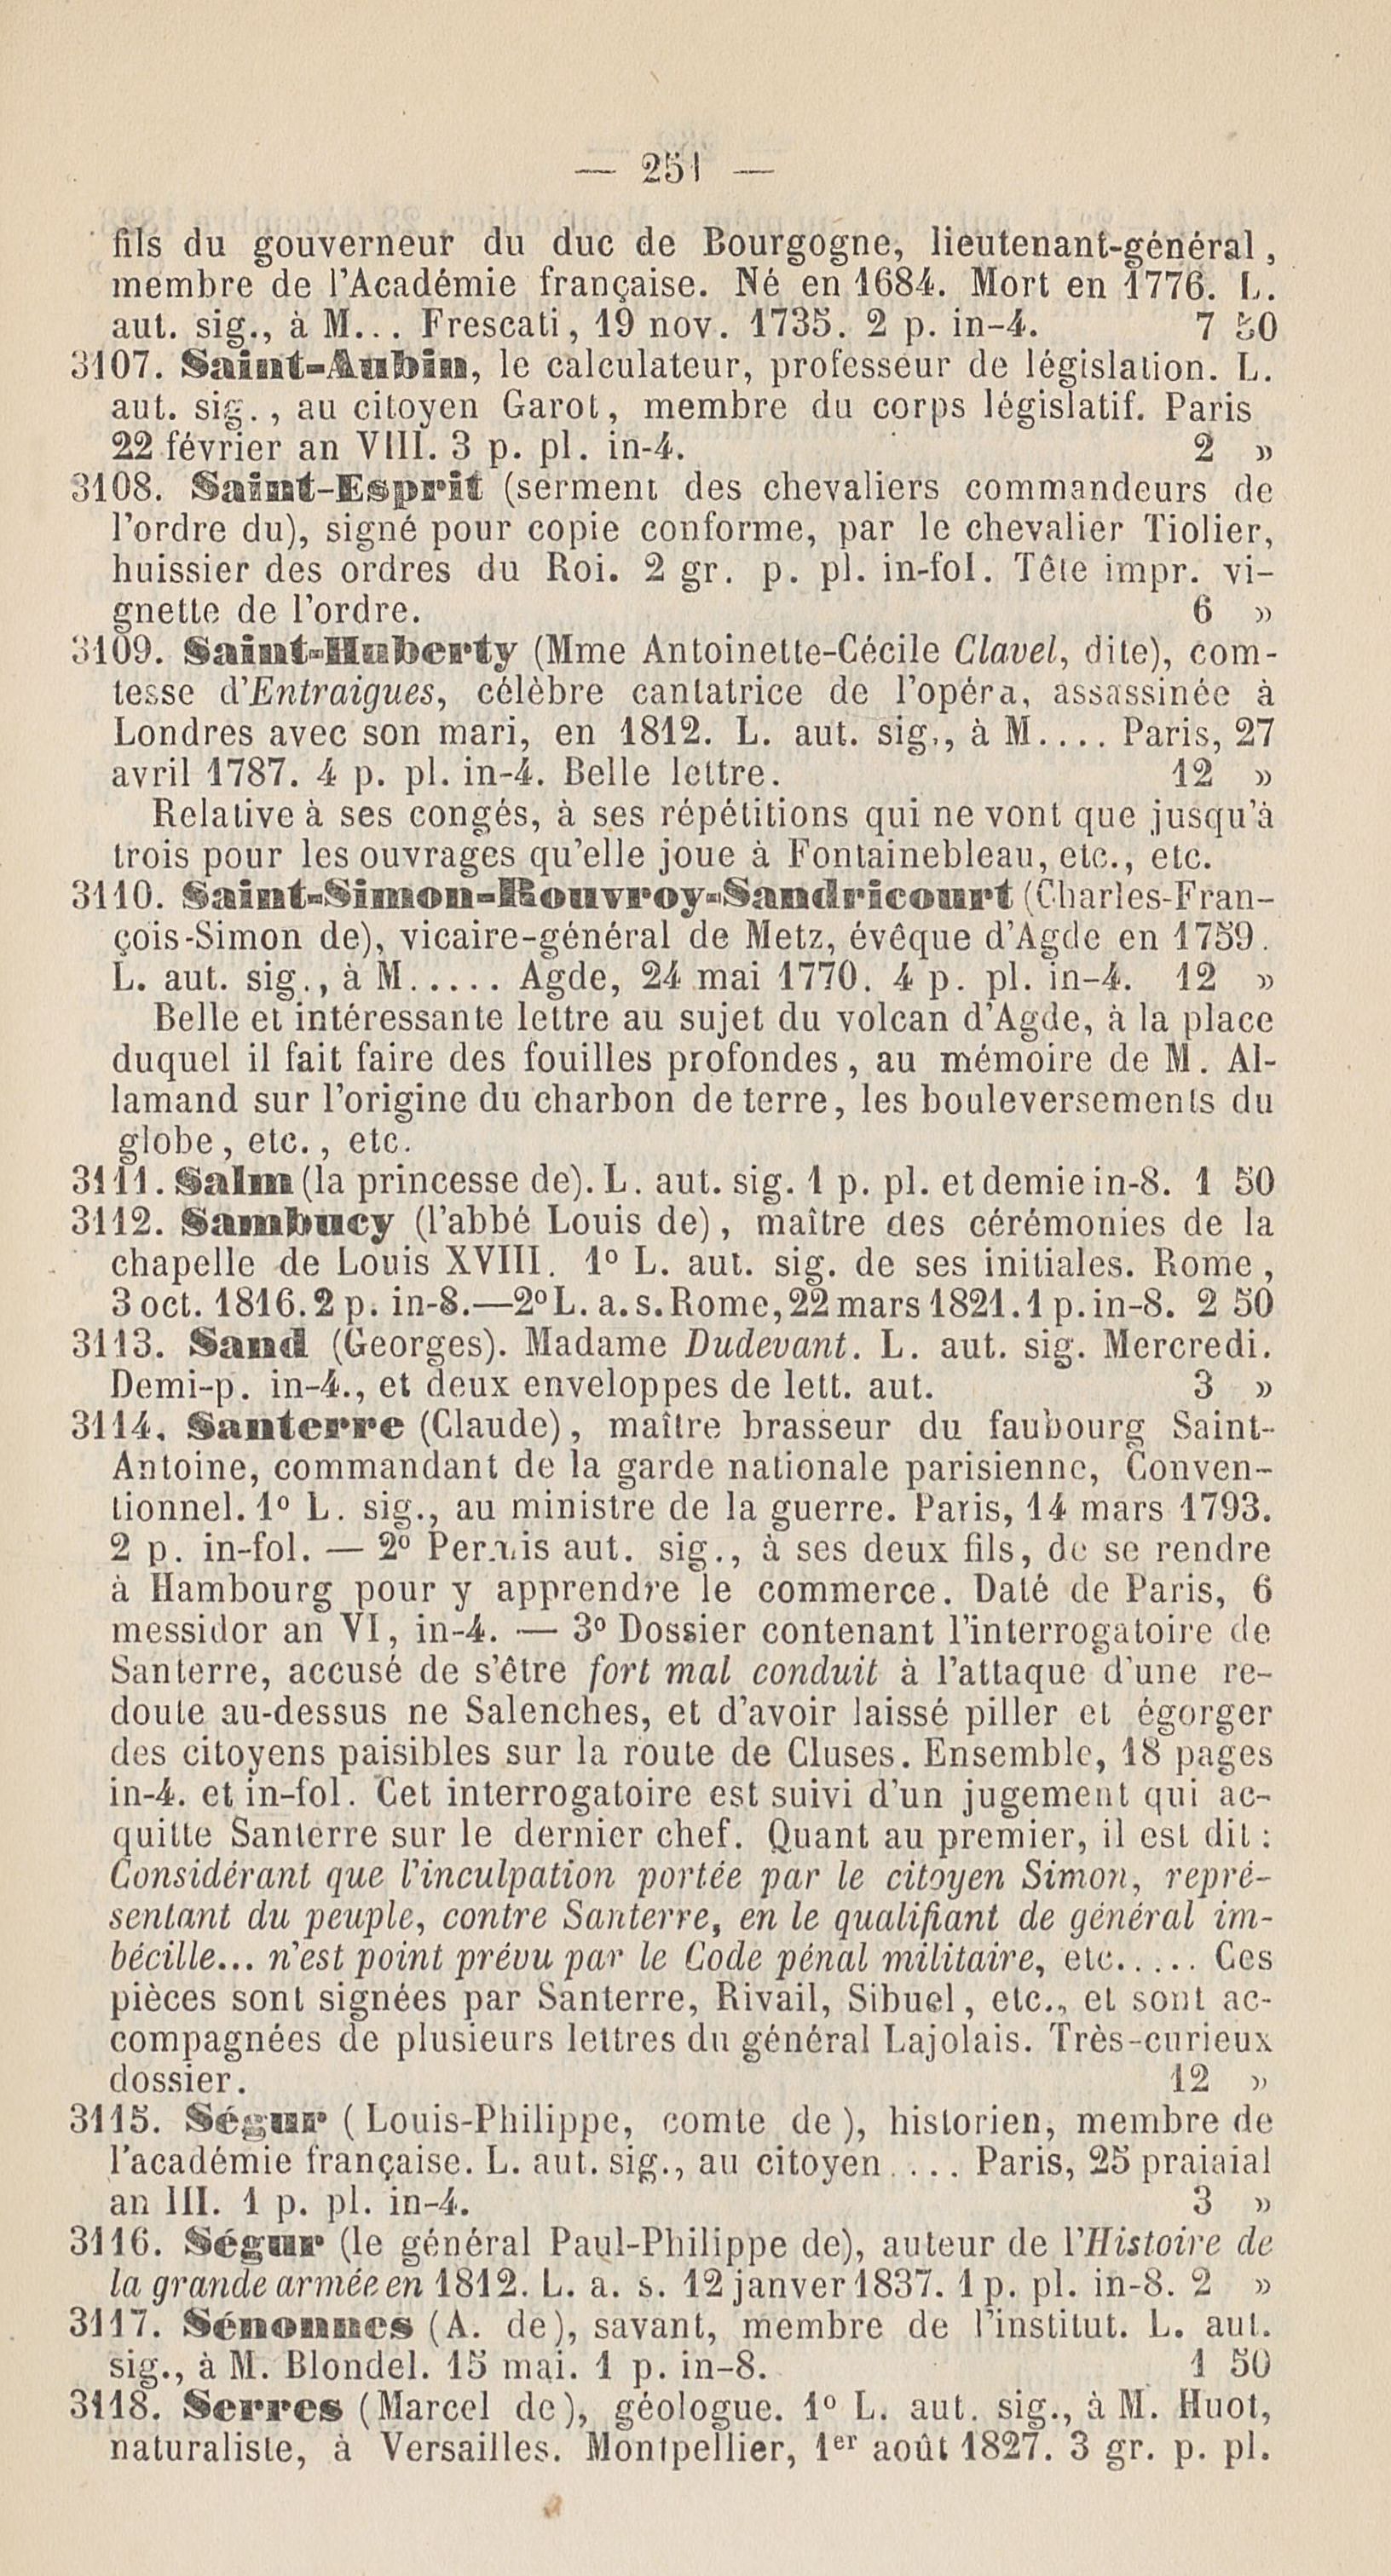 — 251 —
fils du gouverneur du duc de Bourgogne, lieutenant-général,
membre de l'Académie française. Né en 1684. Mort en 1776. L.
aut. sig., à M... Frescati, 19 nov. 1735. 2 p. in-4. 7 50
3107. Saint-Aubin, le calculateur, professeur de législation. L.
aut. sig., au citoyen Garot, membre du corps législatif. Paris
22 février an VIII. 3 p. pl. in-4. 2 »
3108. Saint-Esprit (serment des chevaliers commandeurs de
l'ordre du), signé pour copie conforme, par le chevalier Tiolier,
huissier des ordres du Roi. 2 gr. p. pl. in-fol. Tête impr. vi-
gnette de l'ordre. 6 »
3109. Saint-Huberty (Mme Antoinette-Cécile Clavel, dite), com-
tesse d'Entraigues, célèbre cantatrice de l'opéra, assassinée à
Londres avec son mari, en 1812. L. aut. sig., à M.... Paris, 27
avril 1787. 4 p. pl. in-4. Belle lettre. 12 »
Relative à ses congés, à ses répétitions qui ne vont que jusqu'à
trois pour les ouvrages qu'elle joue à Fontainebleau, etc., etc.
3110. Saint-Simon-Rouvroy-Sandricourt (Charles-Fran-
çois-Simon de), vicaire-général de Metz, évêque d'Agde en 1759.
L. aut. sig., à M..... Agde, 24 mai 1770. 4 p. pl. in-4. 12 »
Belle et intéressante lettre au sujet du volcan d'Agde, à la place
duquel il fait faire des fouilles profondes, au mémoire de M. Al-
lamand sur l'origine du charbon de terre, les bouleversements du
globe, etc., etc.
3111. Salm (la princesse de). L. aut. sig. 1 p. pl. et demie in-8. 1 50
3112. Sambucy (l'abbé Louis de), maître des cérémonies de la
chapelle de Louis XVIII. 1º L. aut. sig. de ses initiales. Rome,
3 oct. 1816. 2 p. in-8.—2º L. a. s. Rome, 22 mars 1821. 1 p. in-8. 2 50
3113. Sand (Georges). Madame Dudevant. L. aut. sig. Mercredi.
Demi-p. in-4., et deux enveloppes de lett. aut. 3 »
3114. Santerre (Claude), maître brasseur du faubourg Saint-
Antoine, commandant de la garde nationale parisienne, Conven-
tionnel. 1º L. sig., au ministre de la guerre. Paris, 14 mars 1793.
2 p. in-fol. — 2º Permis aut. sig., à ses deux fils, de se rendre
à Hambourg pour y apprendre le commerce. Daté de Paris, 6
messidor an VI, in-4. — 3º Dossier contenant l'interrogatoire de
Santerre, accusé de s'être fort mal conduit à l'attaque d'une re-
doute au-dessus ne Salenches, et d'avoir laissé piller et égorger
des citoyens paisibles sur la route de Cluses. Ensemble, 18 pages
in-4. et in-fol. Cet interrogatoire est suivi d'un jugement qui ac-
quitte Santerre sur le dernier chef. Quant au premier, il est dit :
Considérant que l'inculpation portée par le citoyen Simon, repré-
sentant du peuple, contre Santerre, en le qualifiant de général im-
bécille... n'est point prévu par le Code pénal militaire, etc..... Ces
pièces sont signées par Santerre, Rivail, Sibuel, etc., et sont ac-
compagnées de plusieurs lettres du général Lajolais. Très-curieux
dossier. 12 »
3115. Ségur (Louis-Philippe, comte de), historien, membre de
l'académie française. L. aut. sig., au citoyen.... Paris, 25 praiaial
an III. 1 p. pl. in-4. 3 »
3116. Ségur (le général Paul-Philippe de), auteur de l'Histoire de
la grande armée en 1812. L. a. s. 12 janver 1837. 1 p. pl. in-8. 2 »
3117. Sénonnes (A. de), savant, membre de l'institut. L. aut.
sig., à M. Blondel. 15 mai. 1 p. in-8. 1 50
3118. Serres (Marcel de), géologue. 1º L. aut. sig., à M. Huot,
naturaliste, à Versailles. Montpellier, 1er août 1827. 3 gr. p. pl.